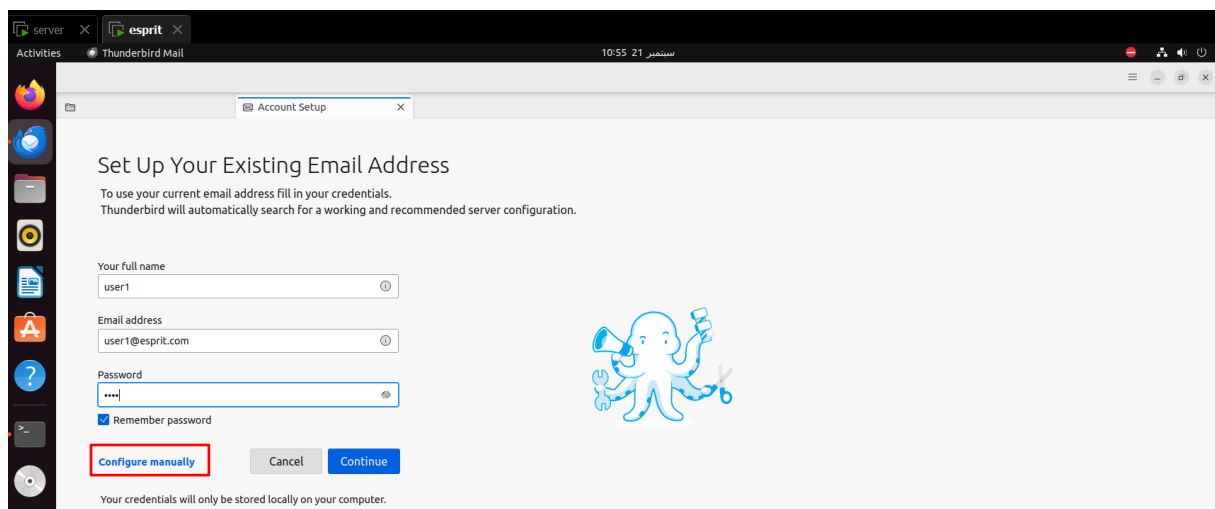 server
esprit
Activities
Thunderbird Mail
10:55 21 سبتمبر
Account Setup
Set Up Your Existing Email Address
To use your current email address fill in your credentials.
Thunderbird will automatically search for a working and recommended server configuration.
Your full name
user1
Email address
user1@esprit.com
Password
••••
Remember password
Configure manually
Cancel
Continue
Your credentials will only be stored locally on your computer.